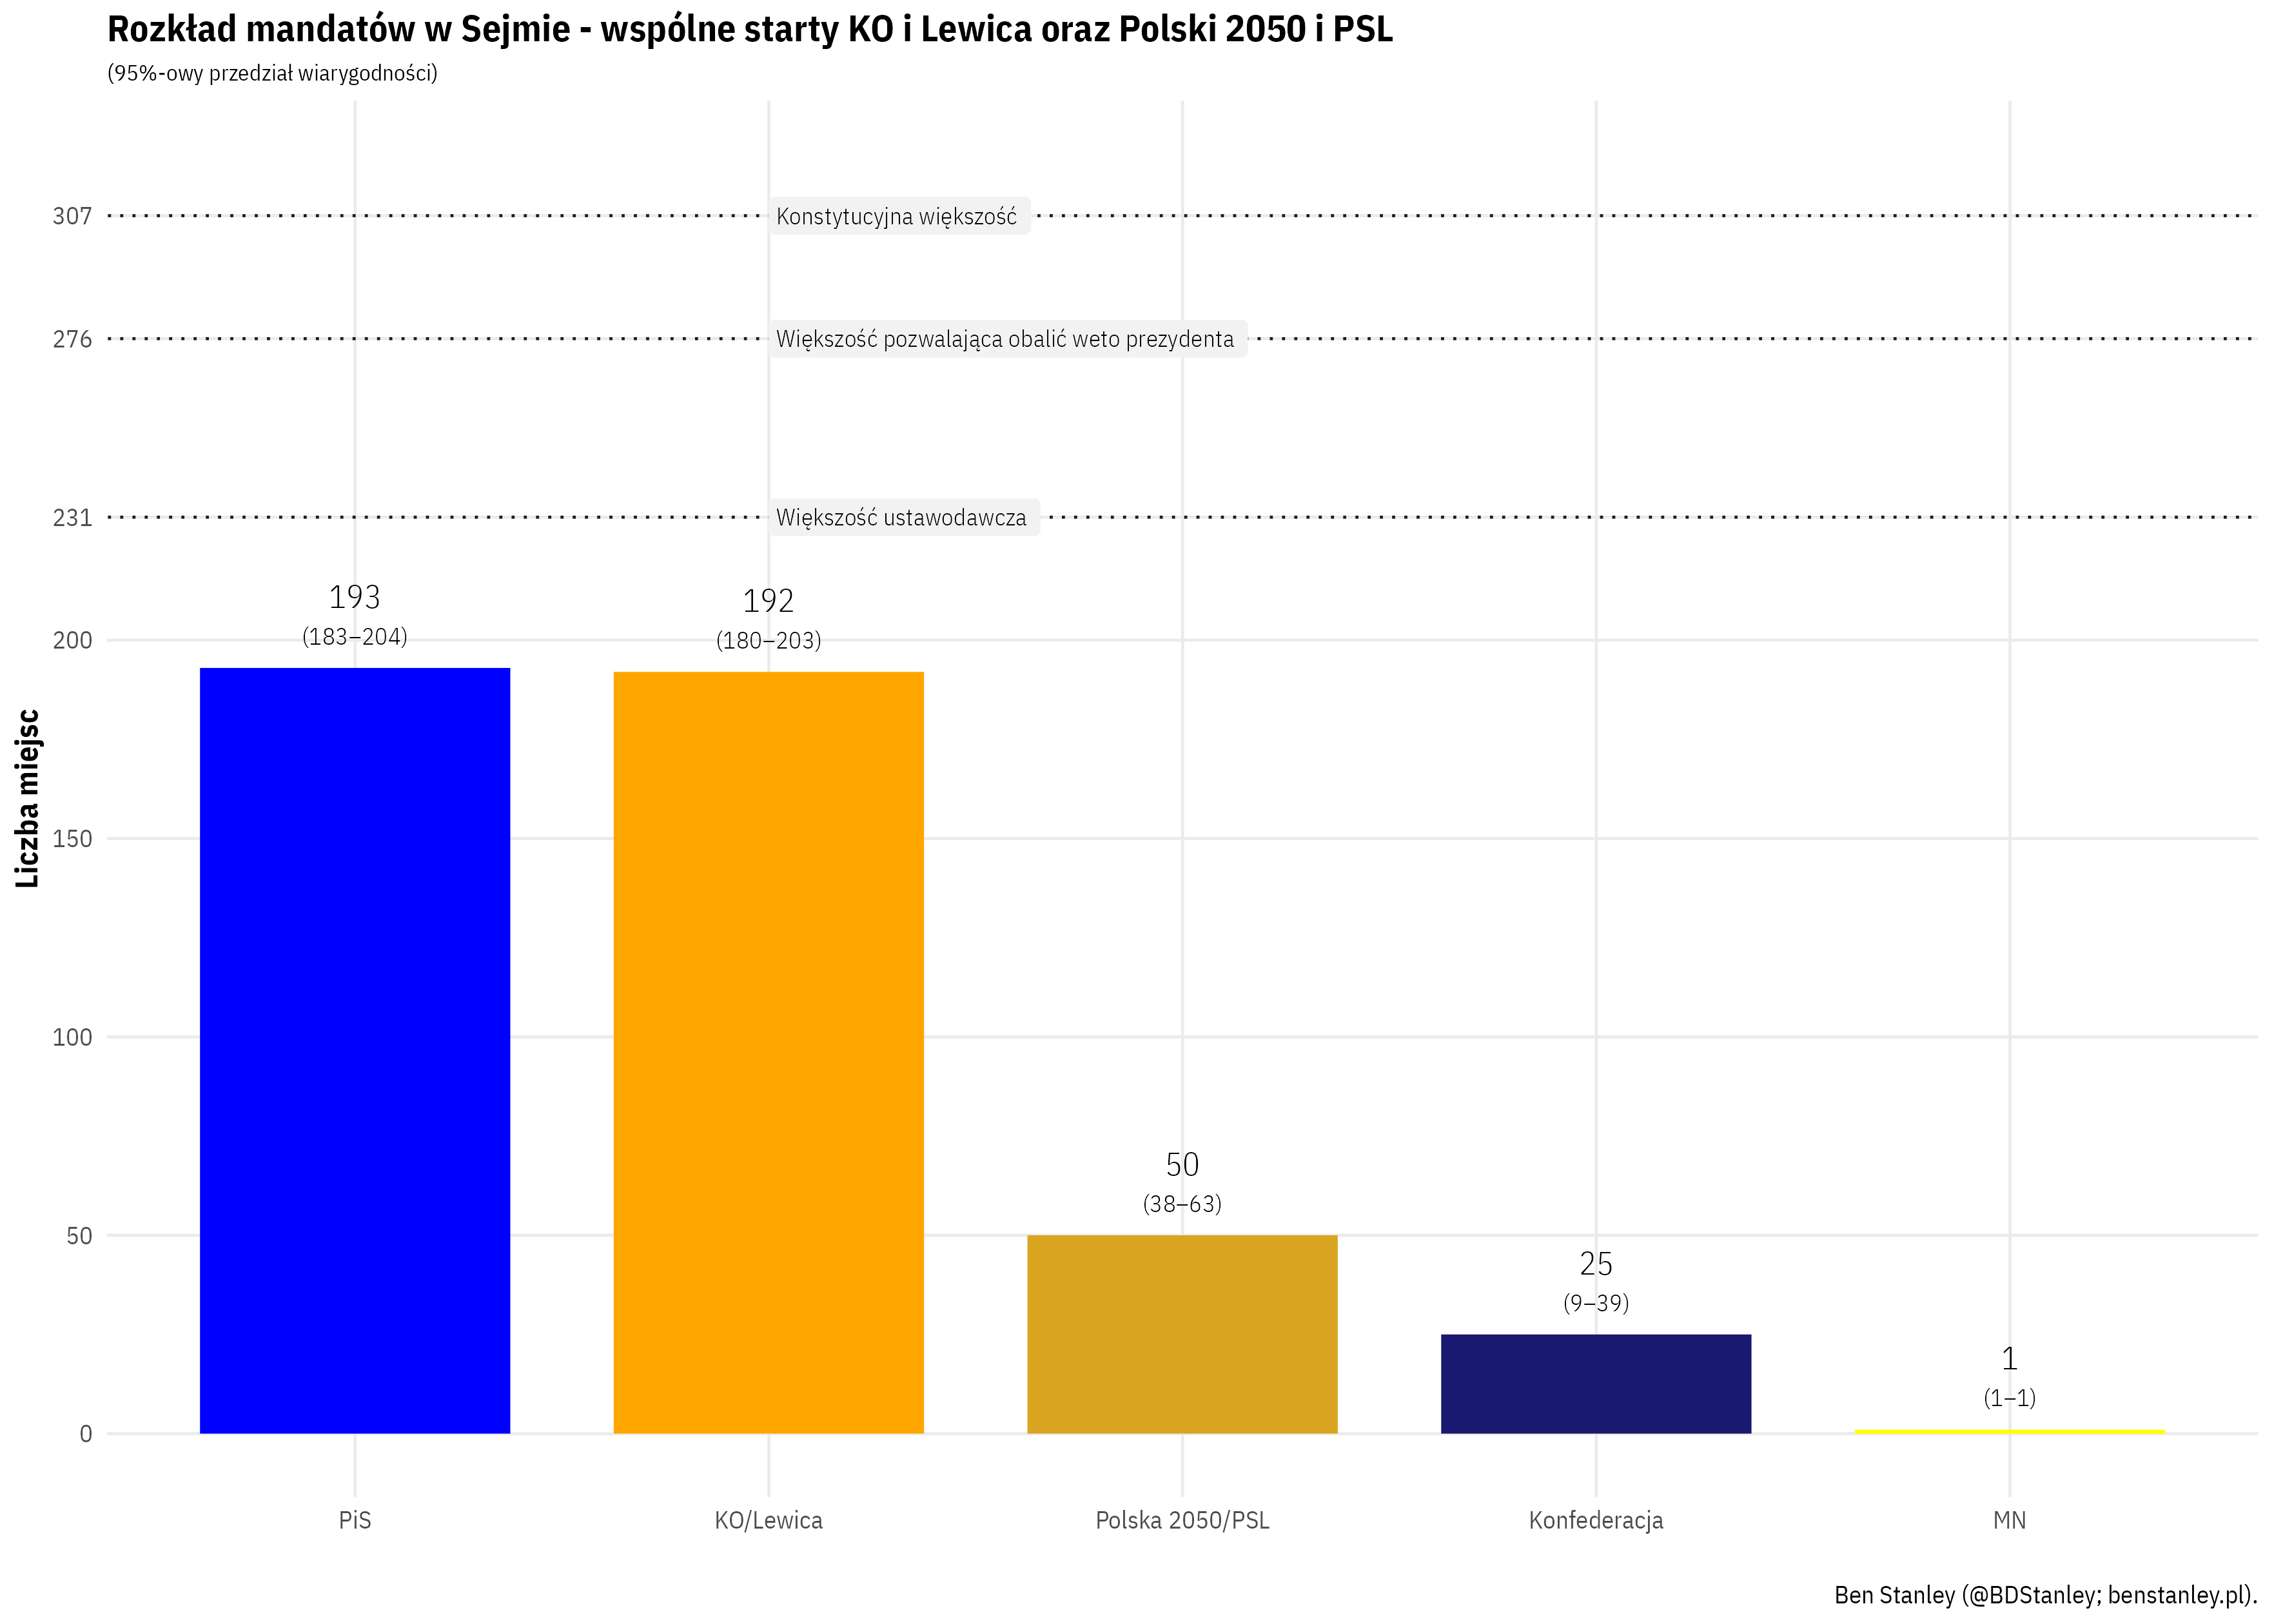 Rozkład mandatów w Sejmie - wspólne starty KO i Lewica oraz Polski 2050 i PSL
(95%-owy przedział wiarygodności)
307
Konstytucyjna większość
276
Większość pozwalająca obalić weto prezydenta
231
Większość ustawodawcza
193
(183–204)
192
(180–203)
50
(38–63)
25
(9–39)
1
(1–1)
200
150
100
50
0
Liczba miejsc
PiS
KO/Lewica
Polska 2050/PSL
Konfederacja
MN
Ben Stanley (@BDStanley; benstanley.pl).